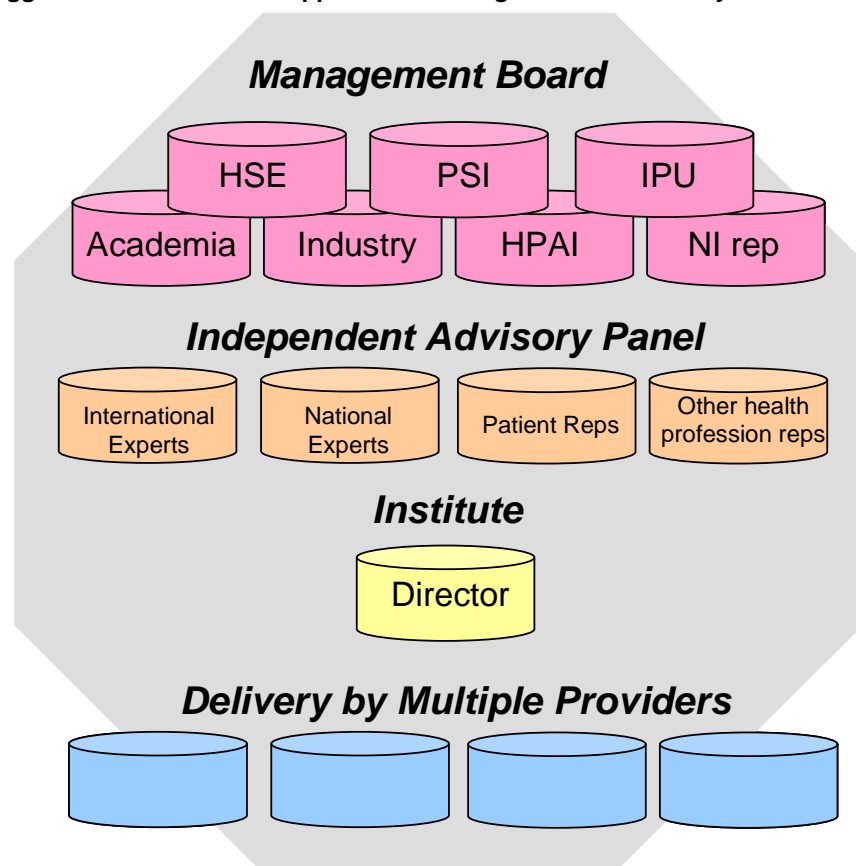 Management Board
HSE PSI IPU
Academia Industry HPAI NI rep
Independent Advisory Panel
International
Experts
National
Experts
Patient Reps
Other health
profession reps
Institute
Director
Delivery by Multiple Providers